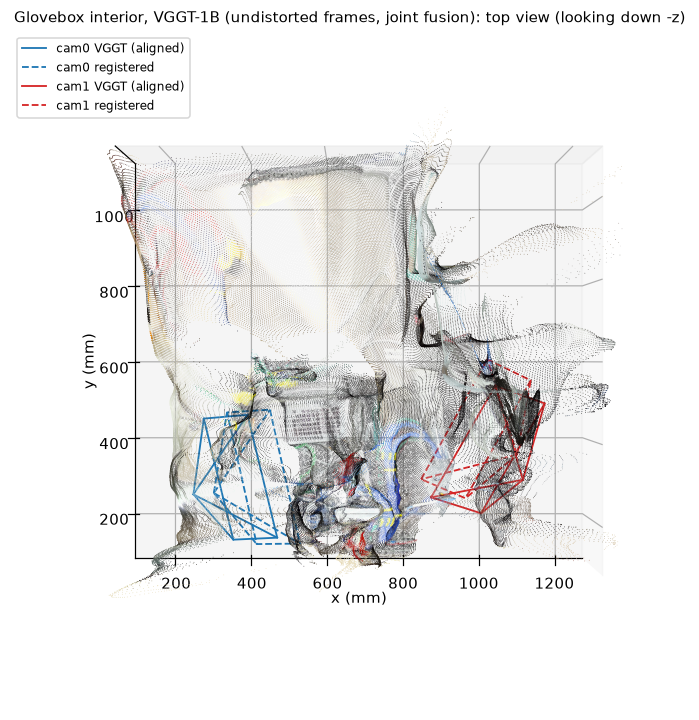 Glovebox interior, VGGT-1B (undistorted frames, joint fusion): top view (looking down -z)
cam0 VGGT (aligned)
cam0 registered
cam1 VGGT (aligned)
cam1 registered
1000
800
600
400
200
y (mm)
200 400 600 800 1000 1200
x (mm)